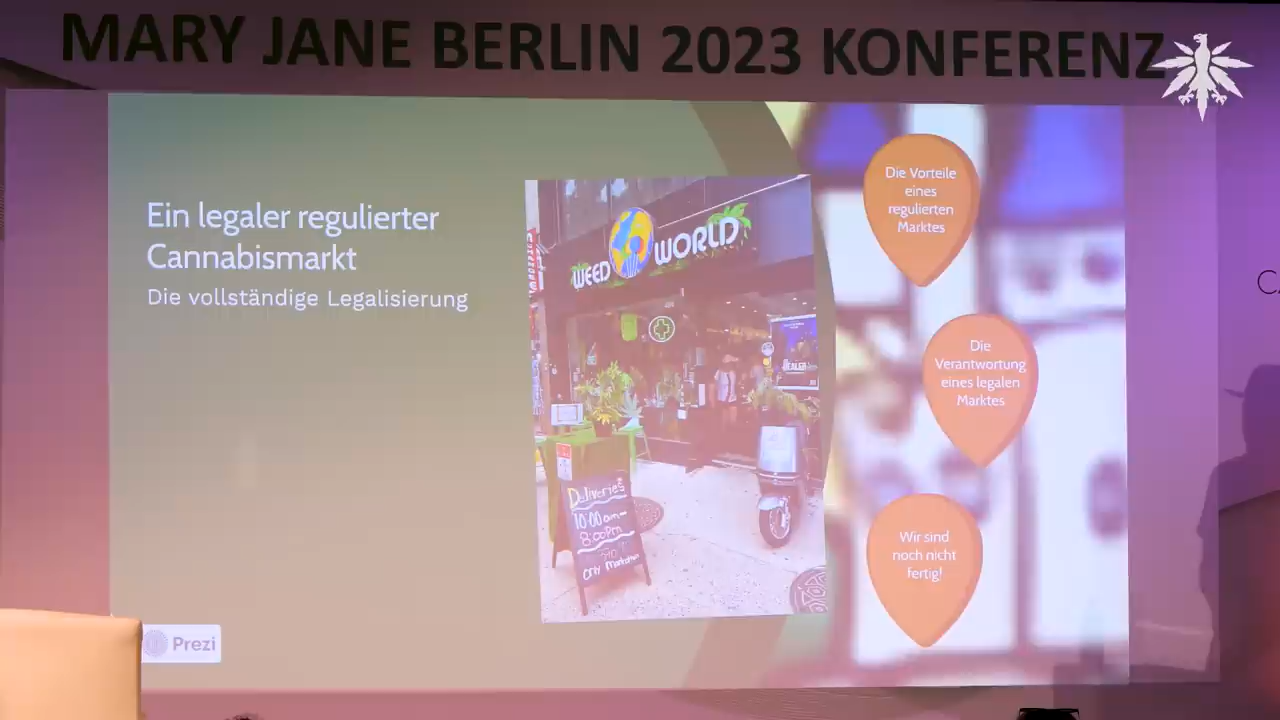 MARY JANE BERLIN 2023 KONFERENZ
Ein legaler regulierter
Cannabismarkt
Die vollständige Legalisierung
WEED WORLD
Deliveries
10:00am-
8:00Pm
Die Vorteile
eines
regulierten
Marktes
Die
Verantwortung
eines legalen
Marktes
Wir sind
noch nicht
fertig!
Prezi